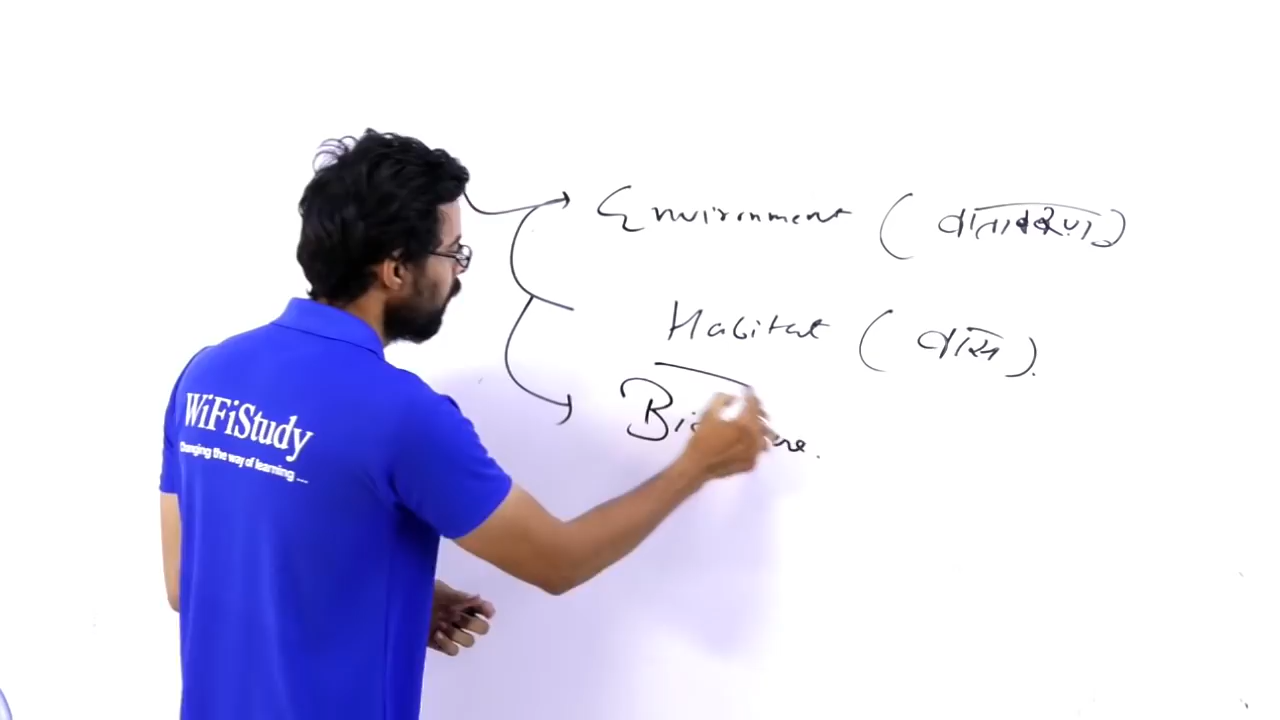 Environment (वातावरण)
Habitat (वास).
WiFiStudy
Changing the way of learning ...